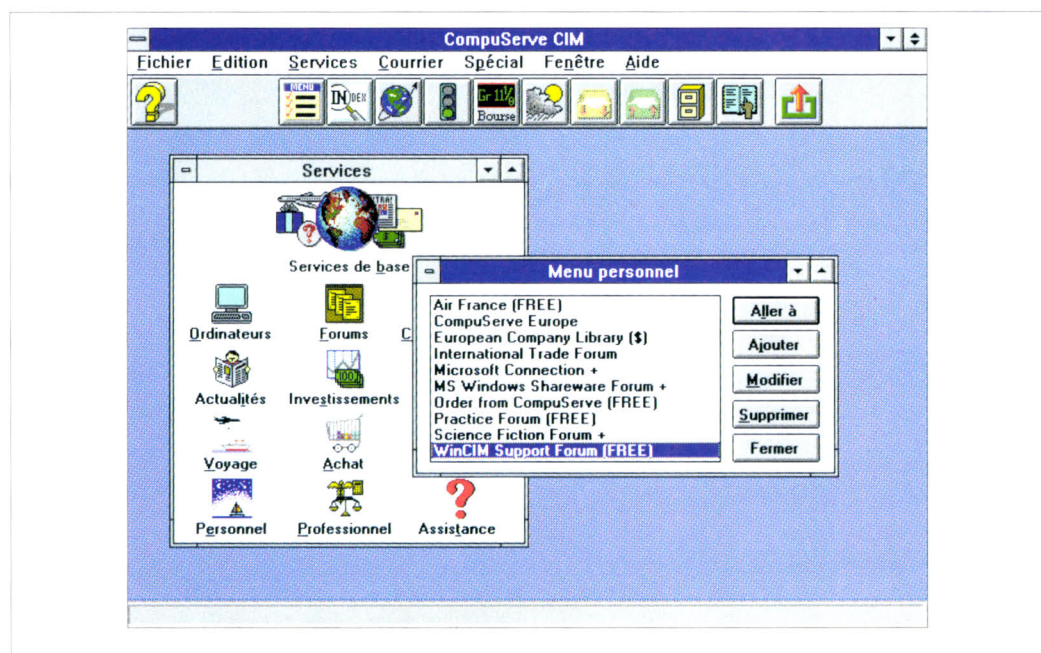 CompuServe CIM
Fichier Edition Services Courrier Spécial Fenêtre Aide
MENU
INDEX
Gr 11⅛
Bourse
Services
Services de base
Ordinateurs
Forums
C
Actualités
Investissements
Voyage
Achat
Personnel
Professionnel
Assistance
Menu personnel
Air France (FREE)
CompuServe Europe
European Company Library ($)
International Trade Forum
Microsoft Connection +
MS Windows Shareware Forum +
Order from CompuServe (FREE)
Practice Forum (FREE)
Science Fiction Forum +
WinCIM Support Forum (FREE)
Aller à
Ajouter
Modifier
Supprimer
Fermer